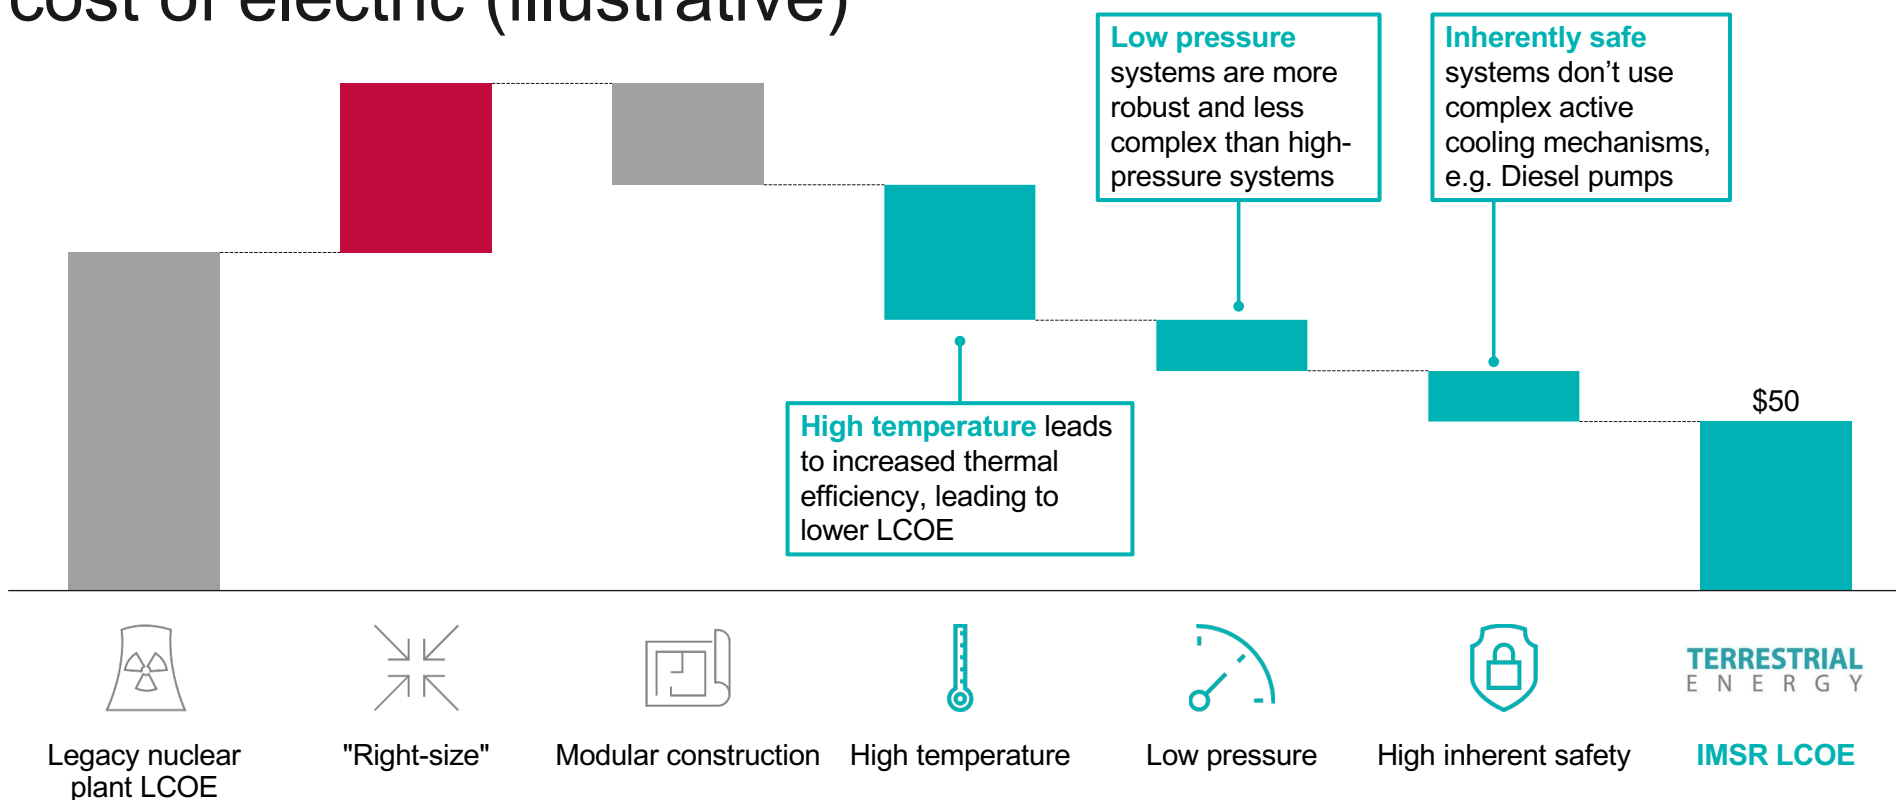 cost of electric (illustrative)
Low pressure
systems are more
robust and less
complex than high-
pressure systems
Inherently safe
systems don’t use
complex active
cooling mechanisms,
e.g. Diesel pumps
High temperature leads
to increased thermal
efficiency, leading to
lower LCOE
$50
TERRESTRIAL
ENERGY
Legacy nuclear
plant LCOE
"Right-size"
Modular construction
High temperature
Low pressure
High inherent safety
IMSR LCOE